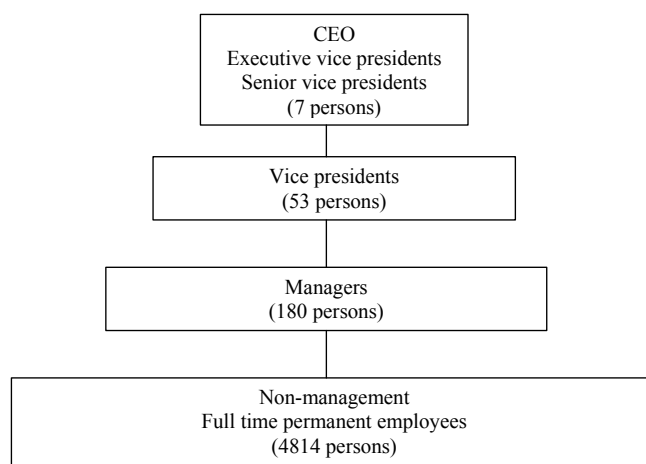 CEO
Executive vice presidents
Senior vice presidents
(7 persons)
Vice presidents
(53 persons)
Managers
(180 persons)
Non-management
Full time permanent employees
(4814 persons)